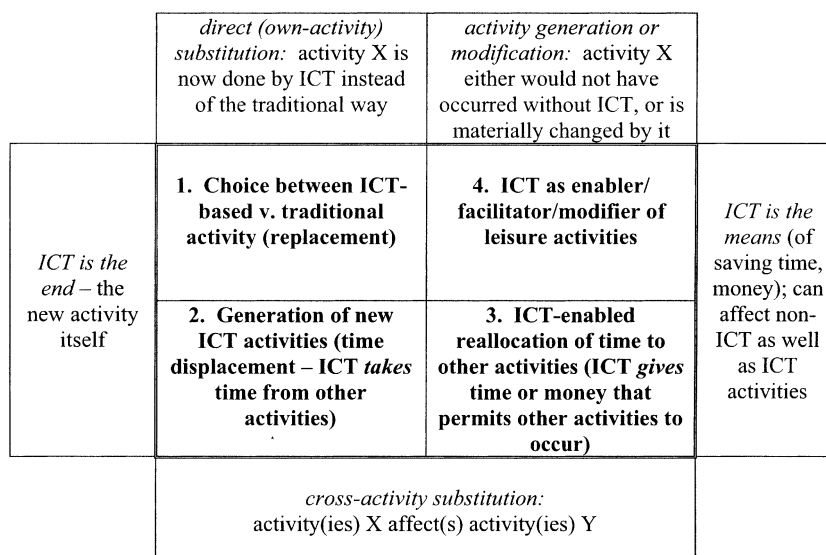 direct (own-activity)
substitution: activity X is
now done by ICT instead
of the traditional way
activity generation or
modification: activity X
either would not have
occurred without ICT, or is
materially changed by it
ICT is the
end – the
new activity
itself
1. Choice between ICT-
based v. traditional
activity (replacement)
4. ICT as enabler/
facilitator/modifier of
leisure activities
2. Generation of new
ICT activities (time
displacement – ICT takes
time from other
activities)
3. ICT-enabled
reallocation of time to
other activities (ICT gives
time or money that
permits other activities to
occur)
ICT is the
means (of
saving time,
money); can
affect non-
ICT as well
as ICT
activities
cross-activity substitution:
activity(ies) X affect(s) activity(ies) Y